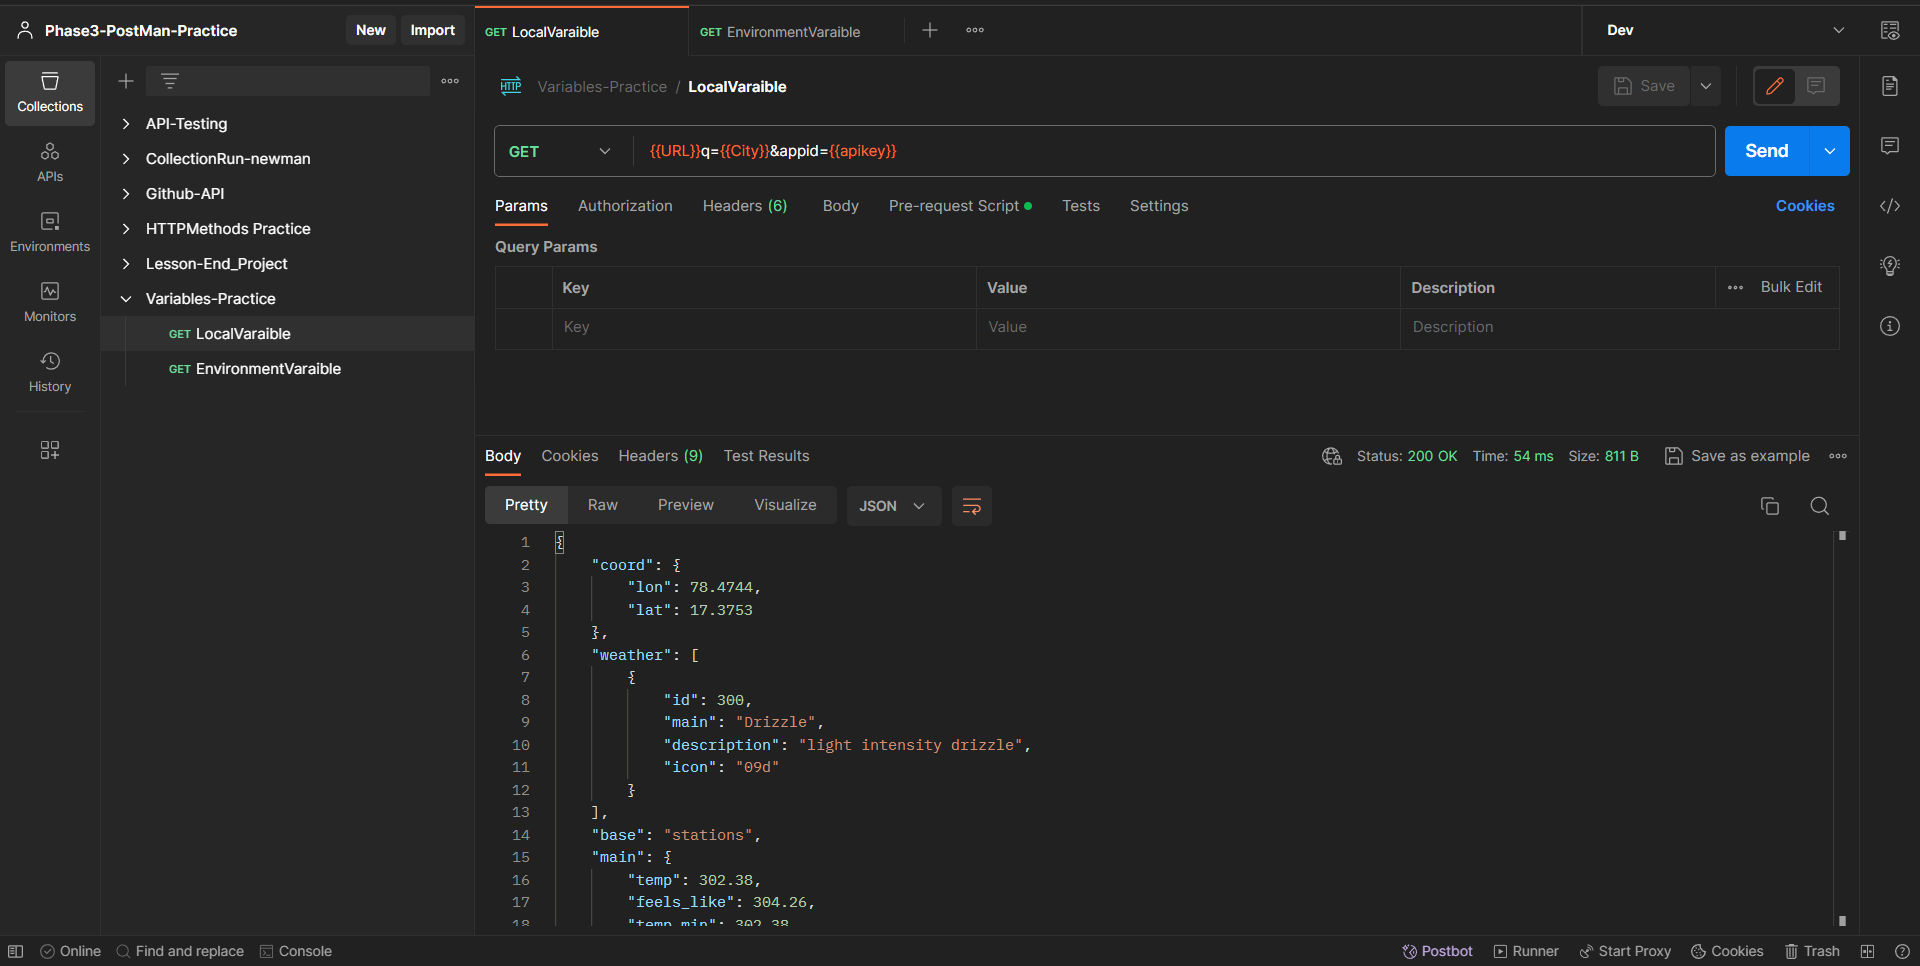 Phase3-PostMan-Practice
New
Import
GET LocalVaraible
GET EnvironmentVaraible
Dev
Collections
APIs
Environments
Monitors
History
API-Testing
CollectionRun-newman
Github-API
HTTPMethods Practice
Lesson-End_Project
Variables-Practice
GET LocalVaraible
GET EnvironmentVaraible
HTTP Variables-Practice / LocalVaraible
Save
GET
{{URL}}q={{City}}&appid={{apikey}}
Send
Params Authorization Headers (6) Body Pre-request Script Tests Settings
Cookies
Query Params
Key Value Description Bulk Edit
Key Value Description
Body Cookies Headers (9) Test Results
Status: 200 OK Time: 54 ms Size: 811 B Save as example
Pretty Raw Preview Visualize JSON
1 {
2 "coord": {
3 "lon": 78.4744,
4 "lat": 17.3753
5 },
6 "weather": [
7 {
8 "id": 300,
9 "main": "Drizzle",
10 "description": "light intensity drizzle",
11 "icon": "09d"
12 }
13 ],
14 "base": "stations",
15 "main": {
16 "temp": 302.38,
17 "feels_like": 304.26,
18 "temp_min": 302.38
Online Find and replace Console
Postbot Runner Start Proxy Cookies Trash